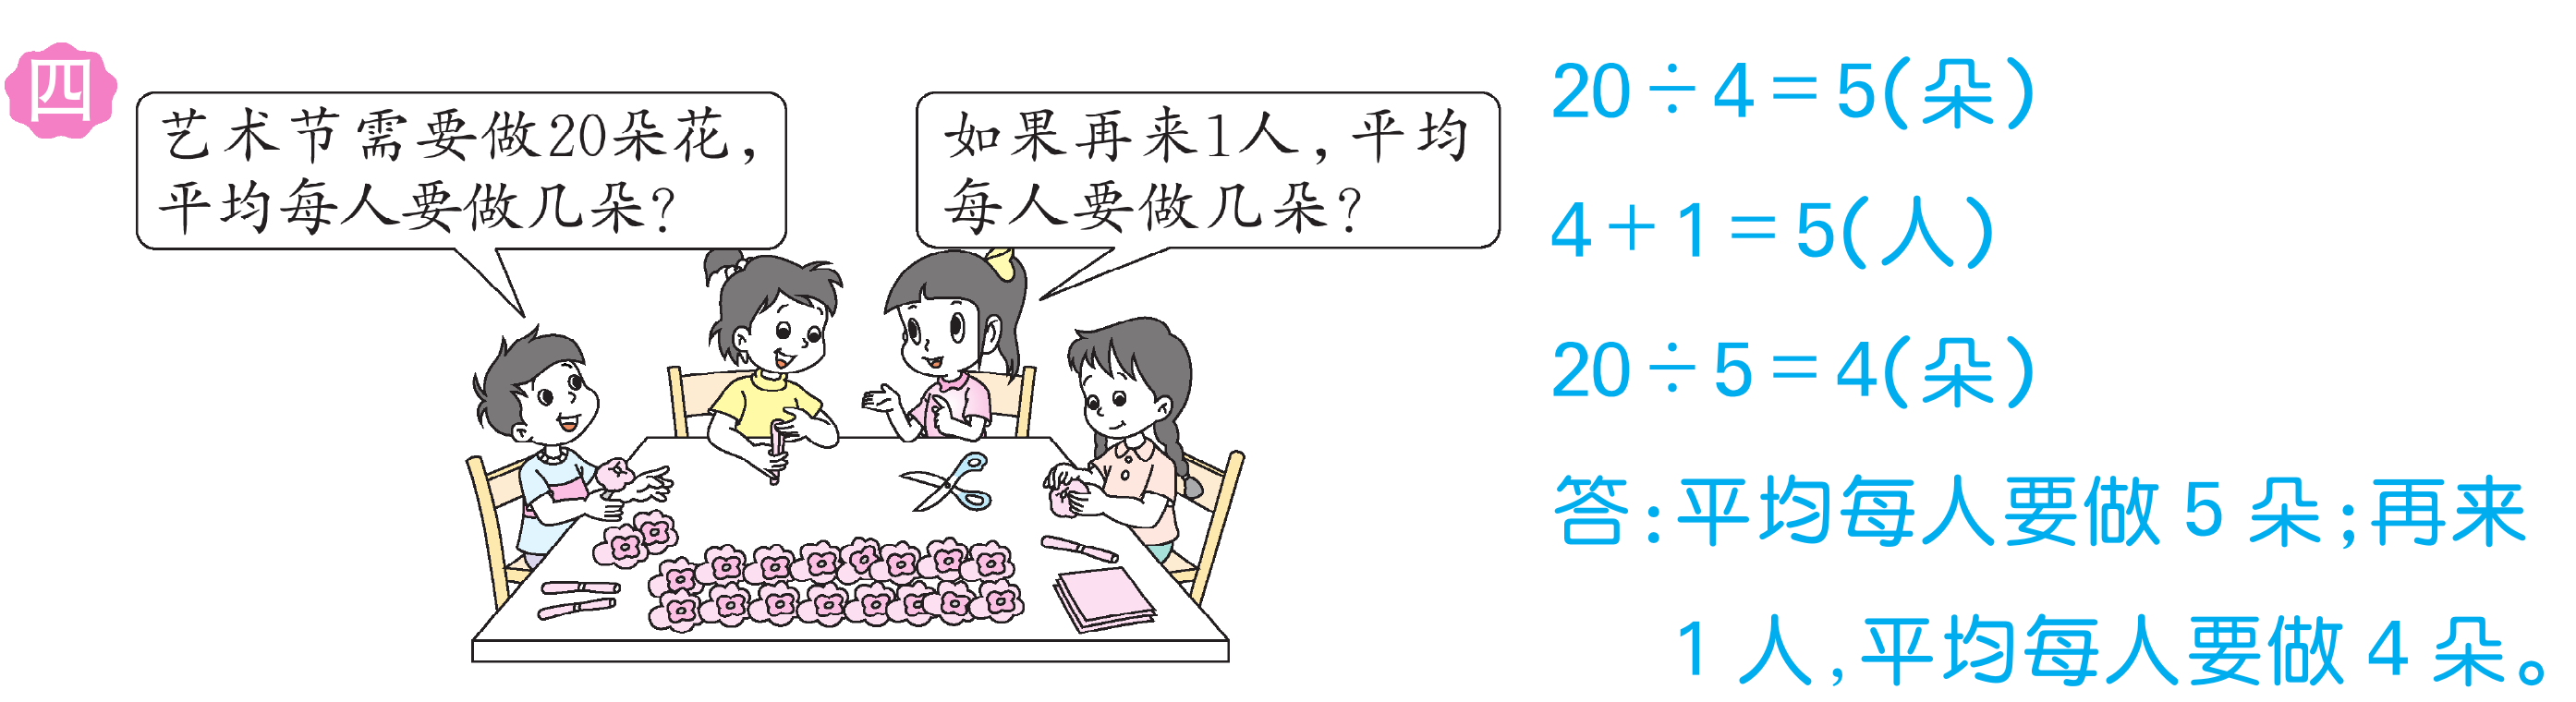 四
艺术节需要做20朵花，
平均每人要做几朵？
如果再来1人，平均
每人要做几朵？
20÷4=5(朵)
4+1=5(人)
20÷5=4(朵)
答：平均每人要做5朵；再来
1人，平均每人要做4朵。